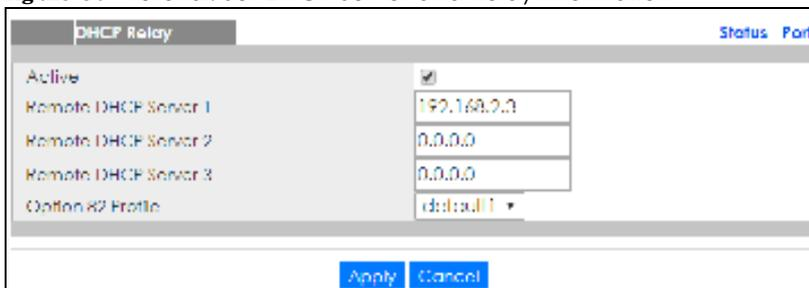 DHCP Relay Status Port
Active
Remote DHCP Server 1 192.168.2.3
Remote DHCP Server 2 0.0.0.0
Remote DHCP Server 3 0.0.0.0
Option 82 Profile default1
Apply Cancel